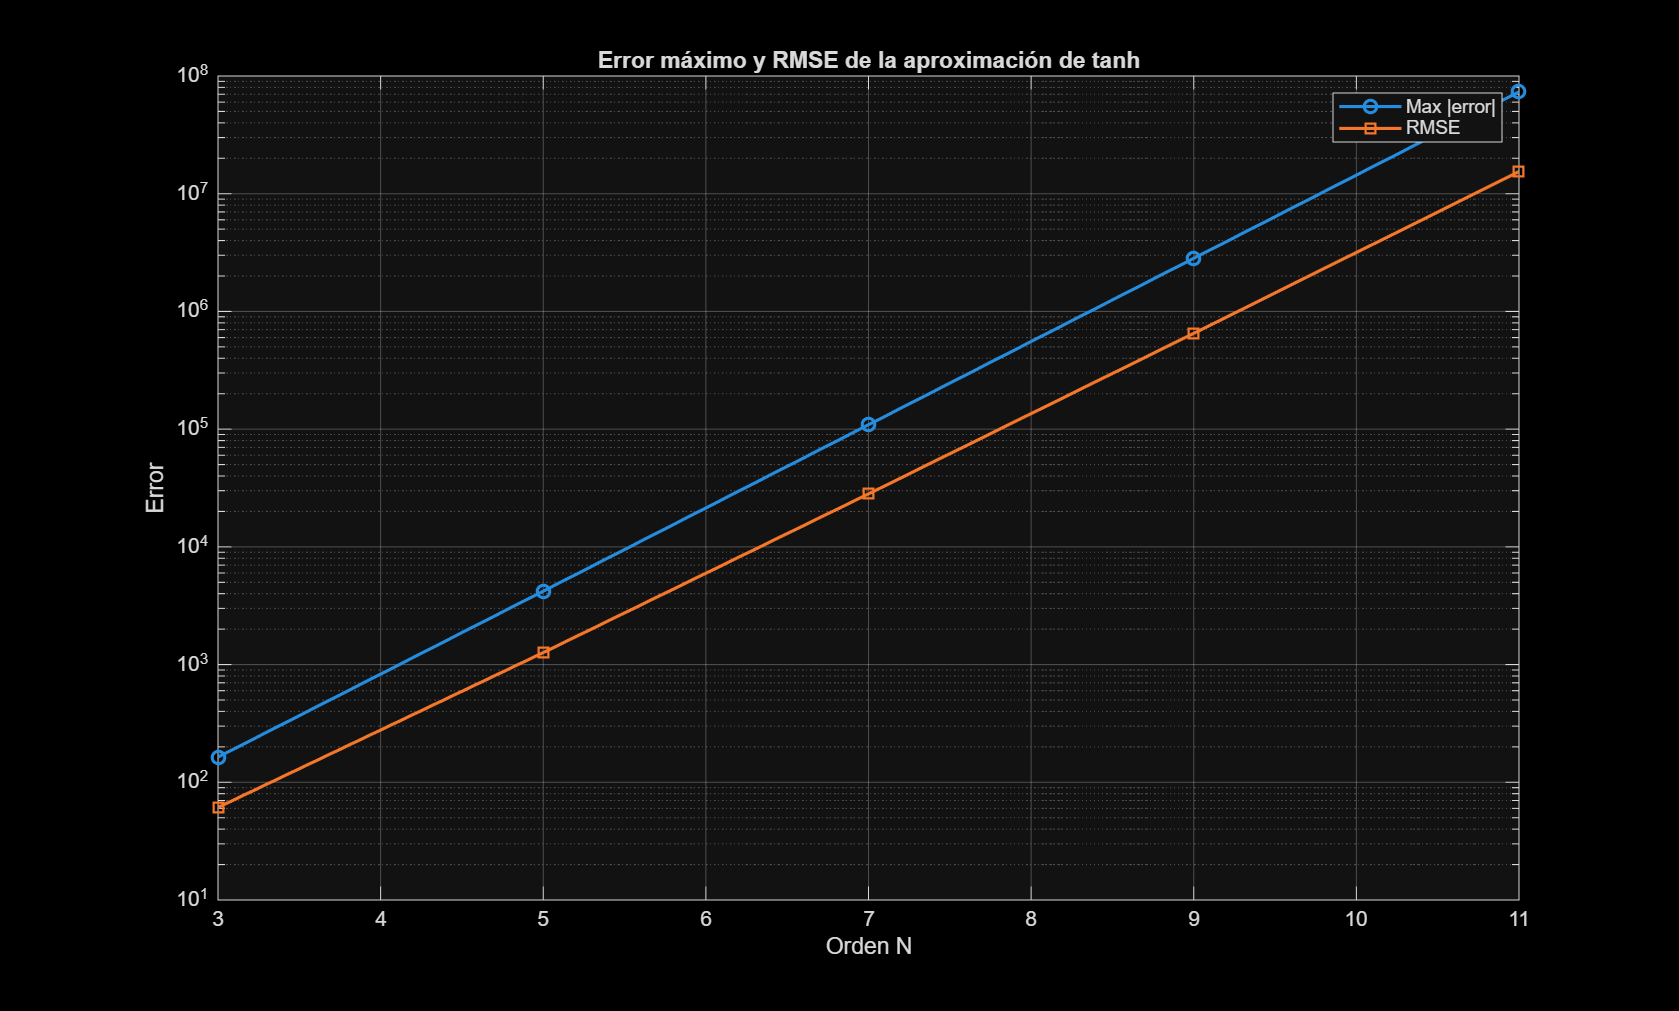 Error máximo y RMSE de la aproximación de tanh
10^8
10^7
10^6
10^5
10^4
10^3
10^2
10^1
Error
Max |error|
RMSE
3 4 5 6 7 8 9 10 11
Orden N